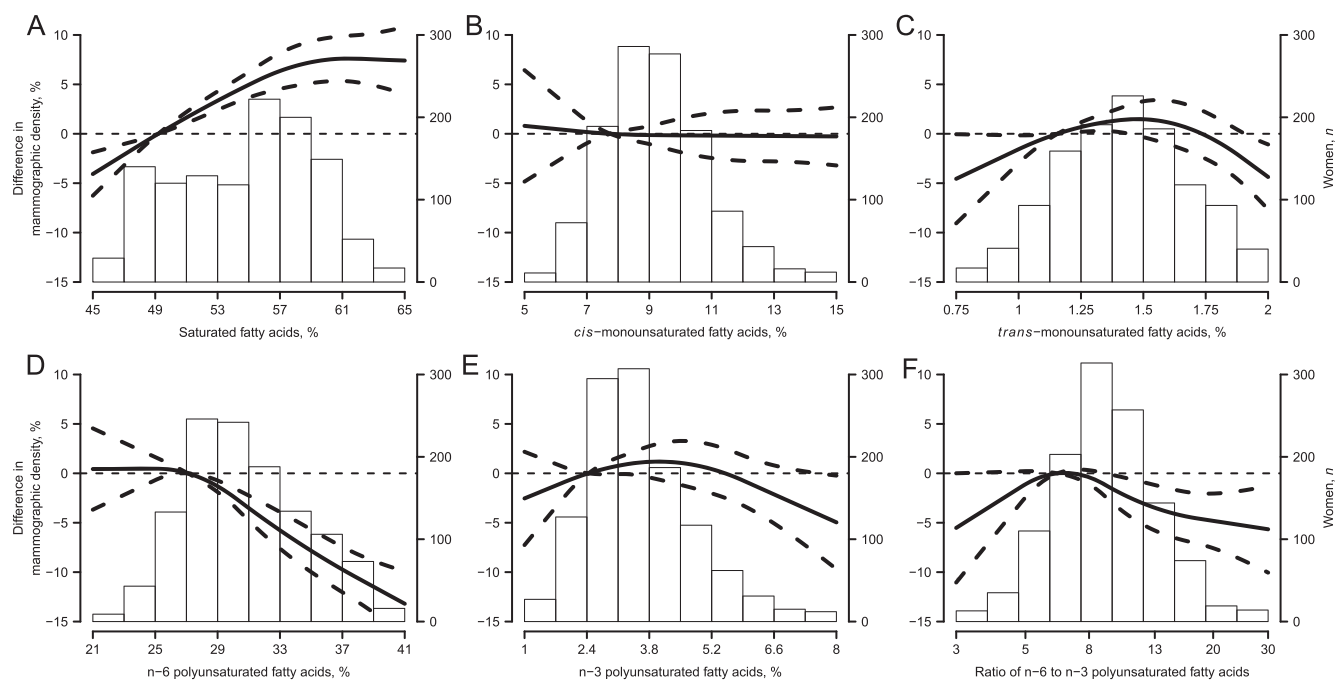 A
B
C
10
5
0
−5
−10
−15
300
200
100
0
10
5
0
−5
−10
−15
300
200
100
0
10
5
0
−5
−10
−15
300
200
100
0
Difference in
mammographic density, %
Women, n
45 49 53 57 61 65
5 7 9 11 13 15
0.75 1 1.25 1.5 1.75 2
Saturated fatty acids, %
cis−monounsaturated fatty acids, %
trans−monounsaturated fatty acids, %
D
E
F
10
5
0
−5
−10
−15
300
200
100
0
10
5
0
−5
−10
−15
300
200
100
0
10
5
0
−5
−10
−15
300
200
100
0
Difference in
mammographic density, %
Women, n
21 25 29 33 37 41
1 2.4 3.8 5.2 6.6 8
3 5 8 13 20 30
n−6 polyunsaturated fatty acids, %
n−3 polyunsaturated fatty acids, %
Ratio of n−6 to n−3 polyunsaturated fatty acids